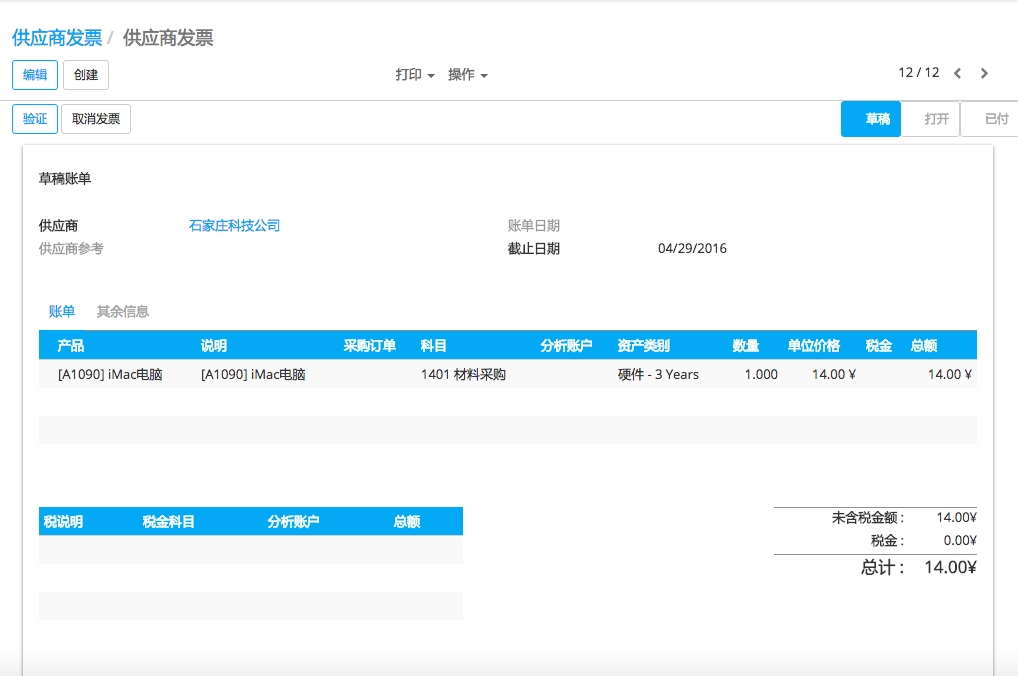 供应商发票 / 供应商发票
编辑 创建 打印 操作 12 / 12
验证 取消发票 草稿 打开 已付
草稿账单
供应商 石家庄科技公司 账单日期
供应商参考 截止日期 04/29/2016
账单 其余信息
产品 说明 采购订单 科目 分析账户 资产类别 数量 单位价格 税金 总额
[A1090] iMac电脑 [A1090] iMac电脑 1401 材料采购 硬件 - 3 Years 1.000 14.00 ¥ 14.00 ¥
税说明 税金科目 分析账户 总额
未含税金额 : 14.00¥
税金 : 0.00¥
总计 : 14.00¥